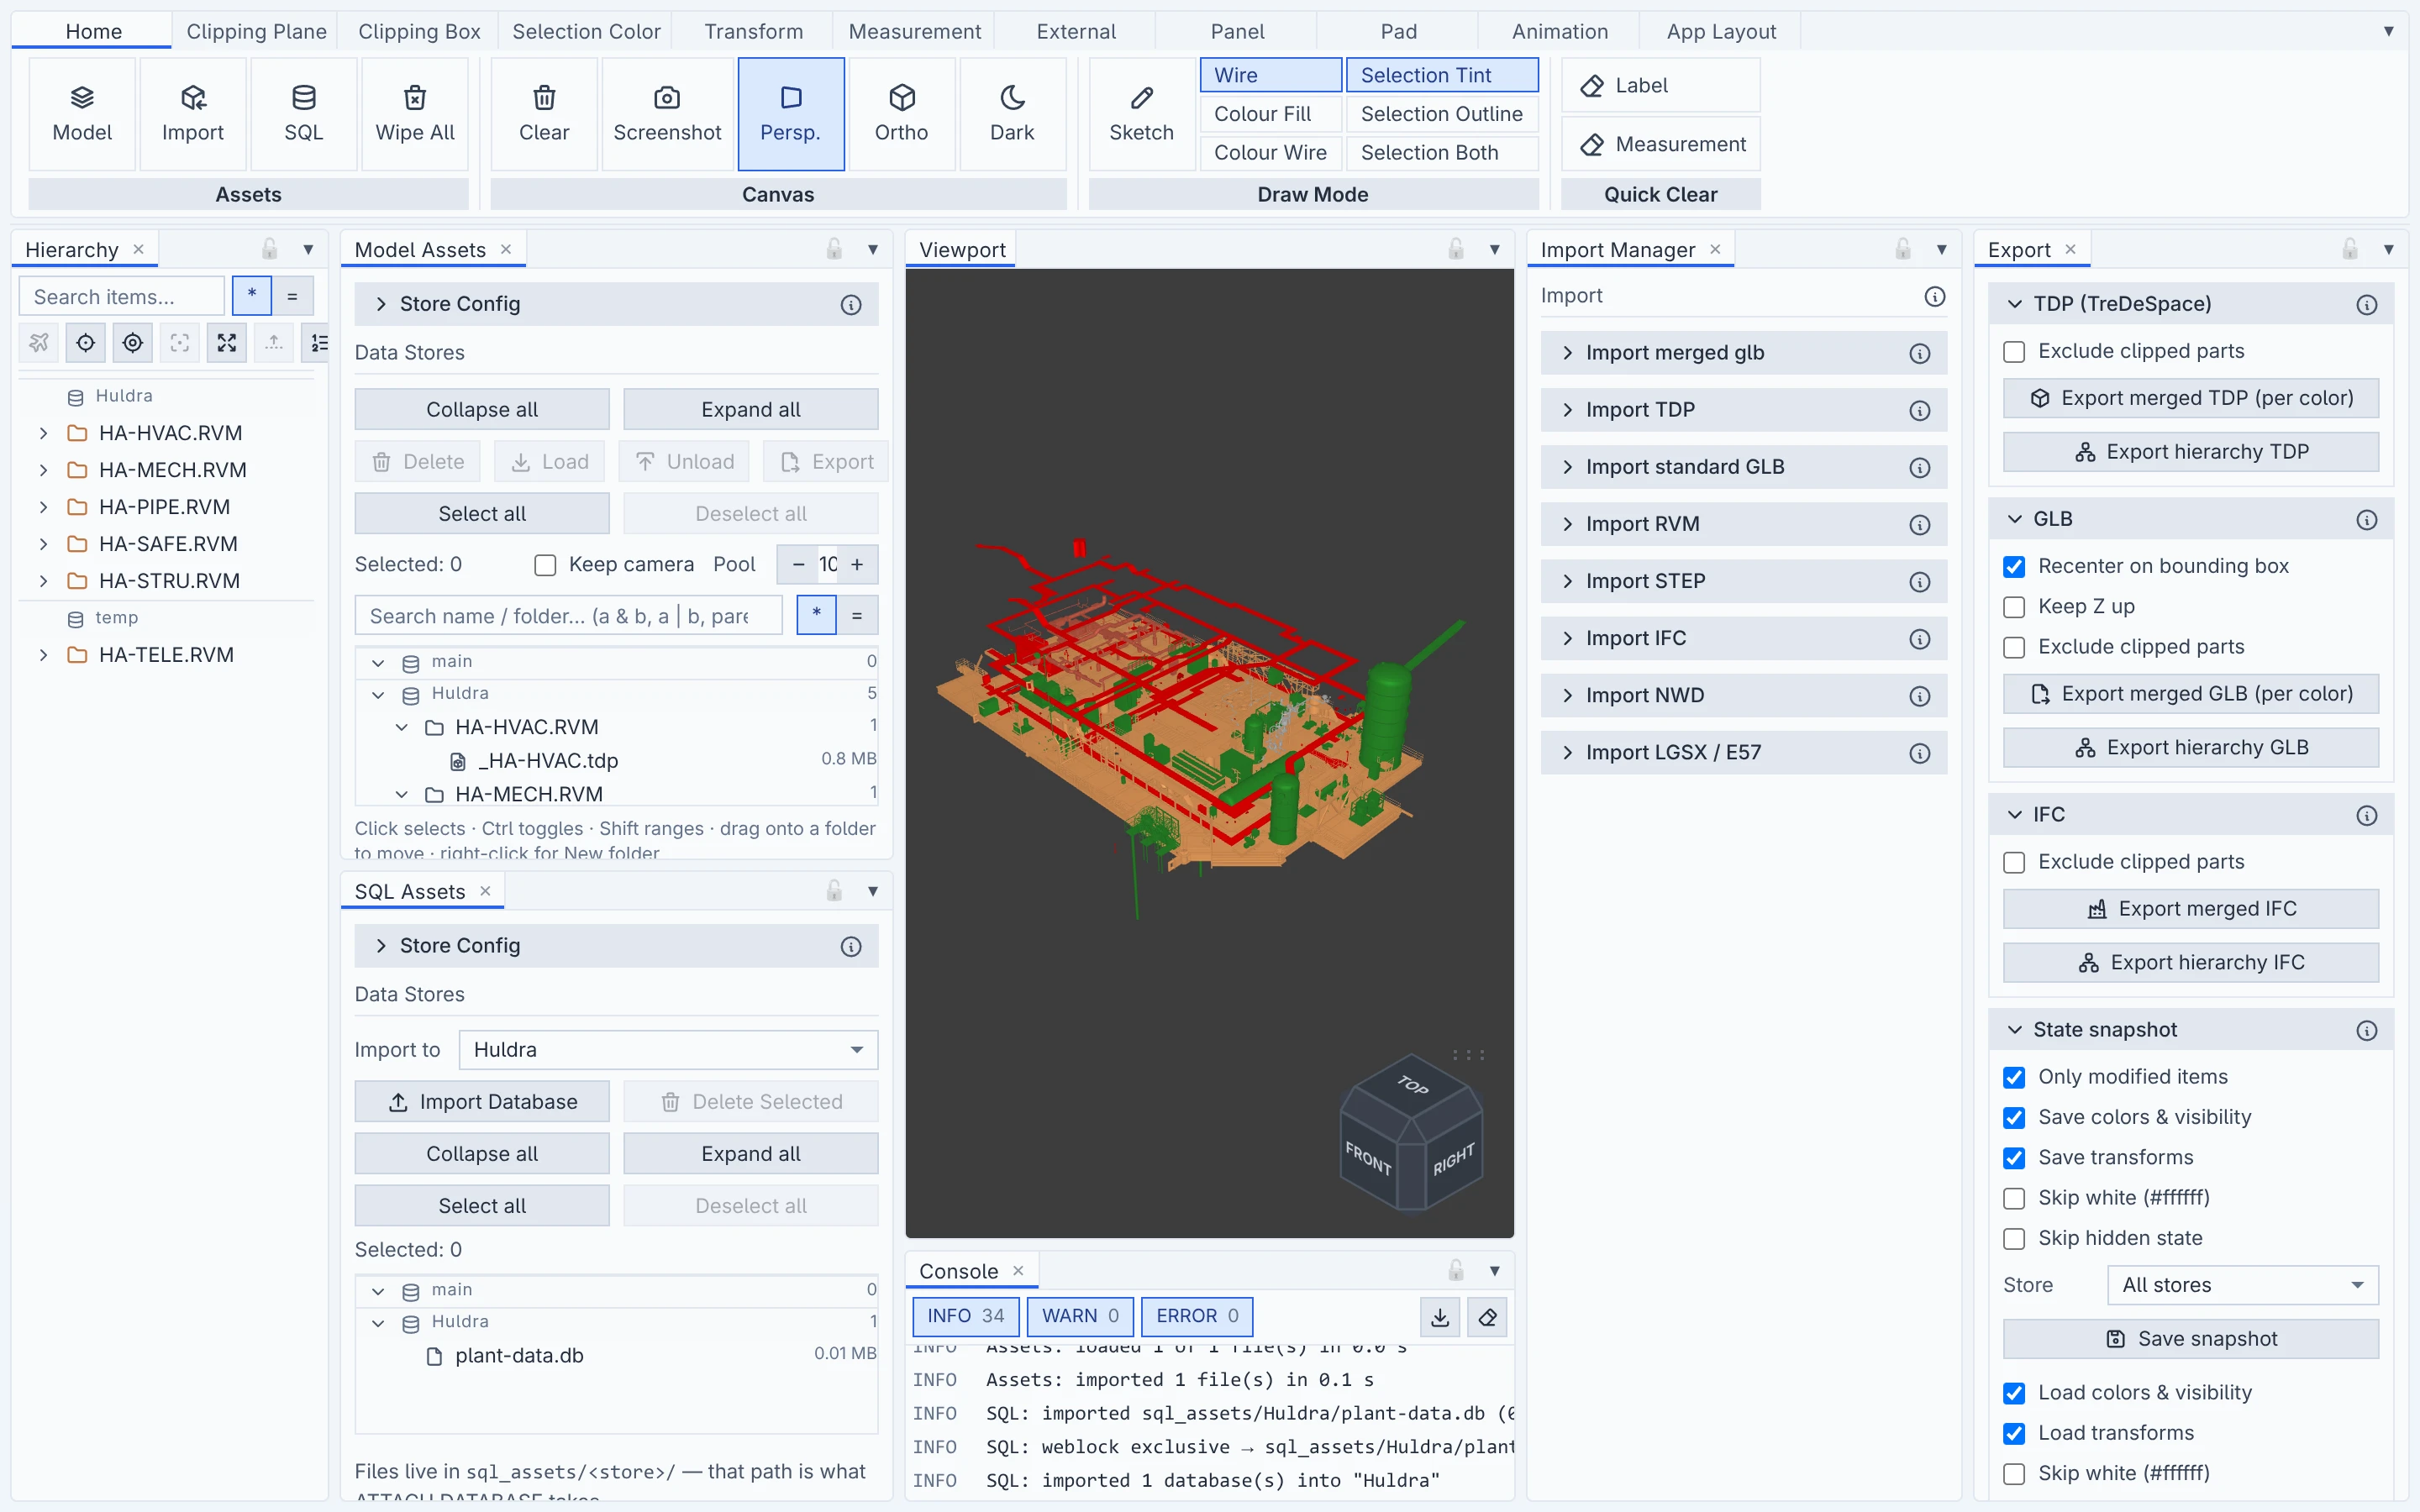 Home Clipping Plane Clipping Box Selection Color Transform Measurement External Panel Pad Animation App Layout
Model Import SQL Wipe All
Assets
Clear Screenshot Persp. Ortho Dark
Canvas
Sketch
Wire Selection Tint
Colour Fill Selection Outline
Colour Wire Selection Both
Draw Mode
Label
Measurement
Quick Clear
Hierarchy
Search items... * =
Huldra
HA-HVAC.RVM
HA-MECH.RVM
HA-PIPE.RVM
HA-SAFE.RVM
HA-STRU.RVM
temp
HA-TELE.RVM
Model Assets
Store Config
Data Stores
Collapse all Expand all
Delete Load Unload Export
Select all Deselect all
Selected: 0 Keep camera Pool − 10 +
Search name / folder... (a & b, a | b, pare * =
main 0
Huldra 5
HA-HVAC.RVM 1
_HA-HVAC.tdp 0.8 MB
HA-MECH.RVM 1
Click selects · Ctrl toggles · Shift ranges · drag onto a folder
to move · right-click for New folder
SQL Assets
Store Config
Data Stores
Import to Huldra
Import Database Delete Selected
Collapse all Expand all
Select all Deselect all
Selected: 0
main 0
Huldra 1
plant-data.db 0.01 MB
Files live in sql_assets/<store>/ — that path is what
ATTACH DATABASE takes
Viewport
TOP
FRONT
RIGHT
Console
INFO 34 WARN 0 ERROR 0
INFO Assets: loaded 1 of 1 file(s) in 0.0 s
INFO Assets: imported 1 file(s) in 0.1 s
INFO SQL: imported sql_assets/Huldra/plant-data.db (0
INFO SQL: weblock exclusive → sql_assets/Huldra/plant
INFO SQL: imported 1 database(s) into "Huldra"
Import Manager
Import
Import merged glb
Import TDP
Import standard GLB
Import RVM
Import STEP
Import IFC
Import NWD
Import LGSX / E57
Export
TDP (TreDeSpace)
Exclude clipped parts
Export merged TDP (per color)
Export hierarchy TDP
GLB
Recenter on bounding box
Keep Z up
Exclude clipped parts
Export merged GLB (per color)
Export hierarchy GLB
IFC
Exclude clipped parts
Export merged IFC
Export hierarchy IFC
State snapshot
Only modified items
Save colors & visibility
Save transforms
Skip white (#ffffff)
Skip hidden state
Store All stores
Save snapshot
Load colors & visibility
Load transforms
Skip white (#ffffff)